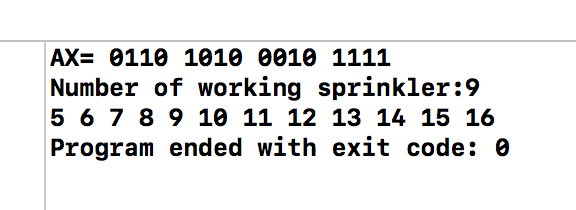 AX= 0110 1010 0010 1111
Number of working sprinkler:9
5 6 7 8 9 10 11 12 13 14 15 16
Program ended with exit code: 0